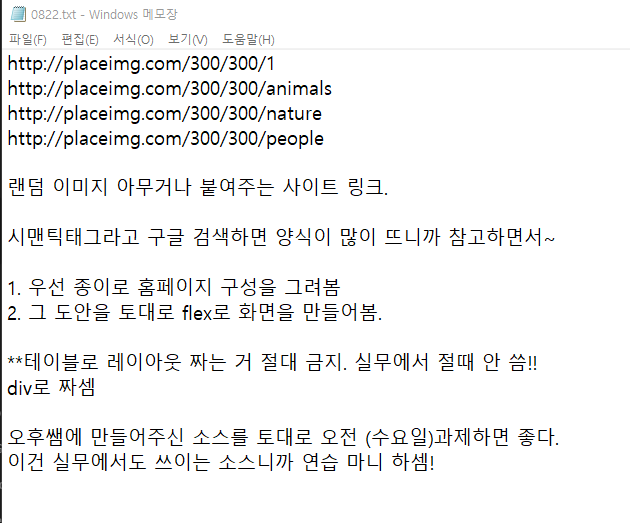 0822.txt - Windows 메모장
파일(F) 편집(E) 서식(O) 보기(V) 도움말(H)
http://placeimg.com/300/300/1
http://placeimg.com/300/300/animals
http://placeimg.com/300/300/nature
http://placeimg.com/300/300/people
랜덤 이미지 아무거나 붙여주는 사이트 링크.
시맨틱태그라고 구글 검색하면 양식이 많이 뜨니까 참고하면서~
1. 우선 종이로 홈페이지 구성을 그려봄
2. 그 도안을 토대로 flex로 화면을 만들어봄.
**테이블로 레이아웃 짜는 거 절대 금지. 실무에서 절때 안 씀!!
div로 짜셈
오후쌤에 만들어주신 소스를 토대로 오전 (수요일)과제하면 좋다.
이건 실무에서도 쓰이는 소스니까 연습 마니 하셈!